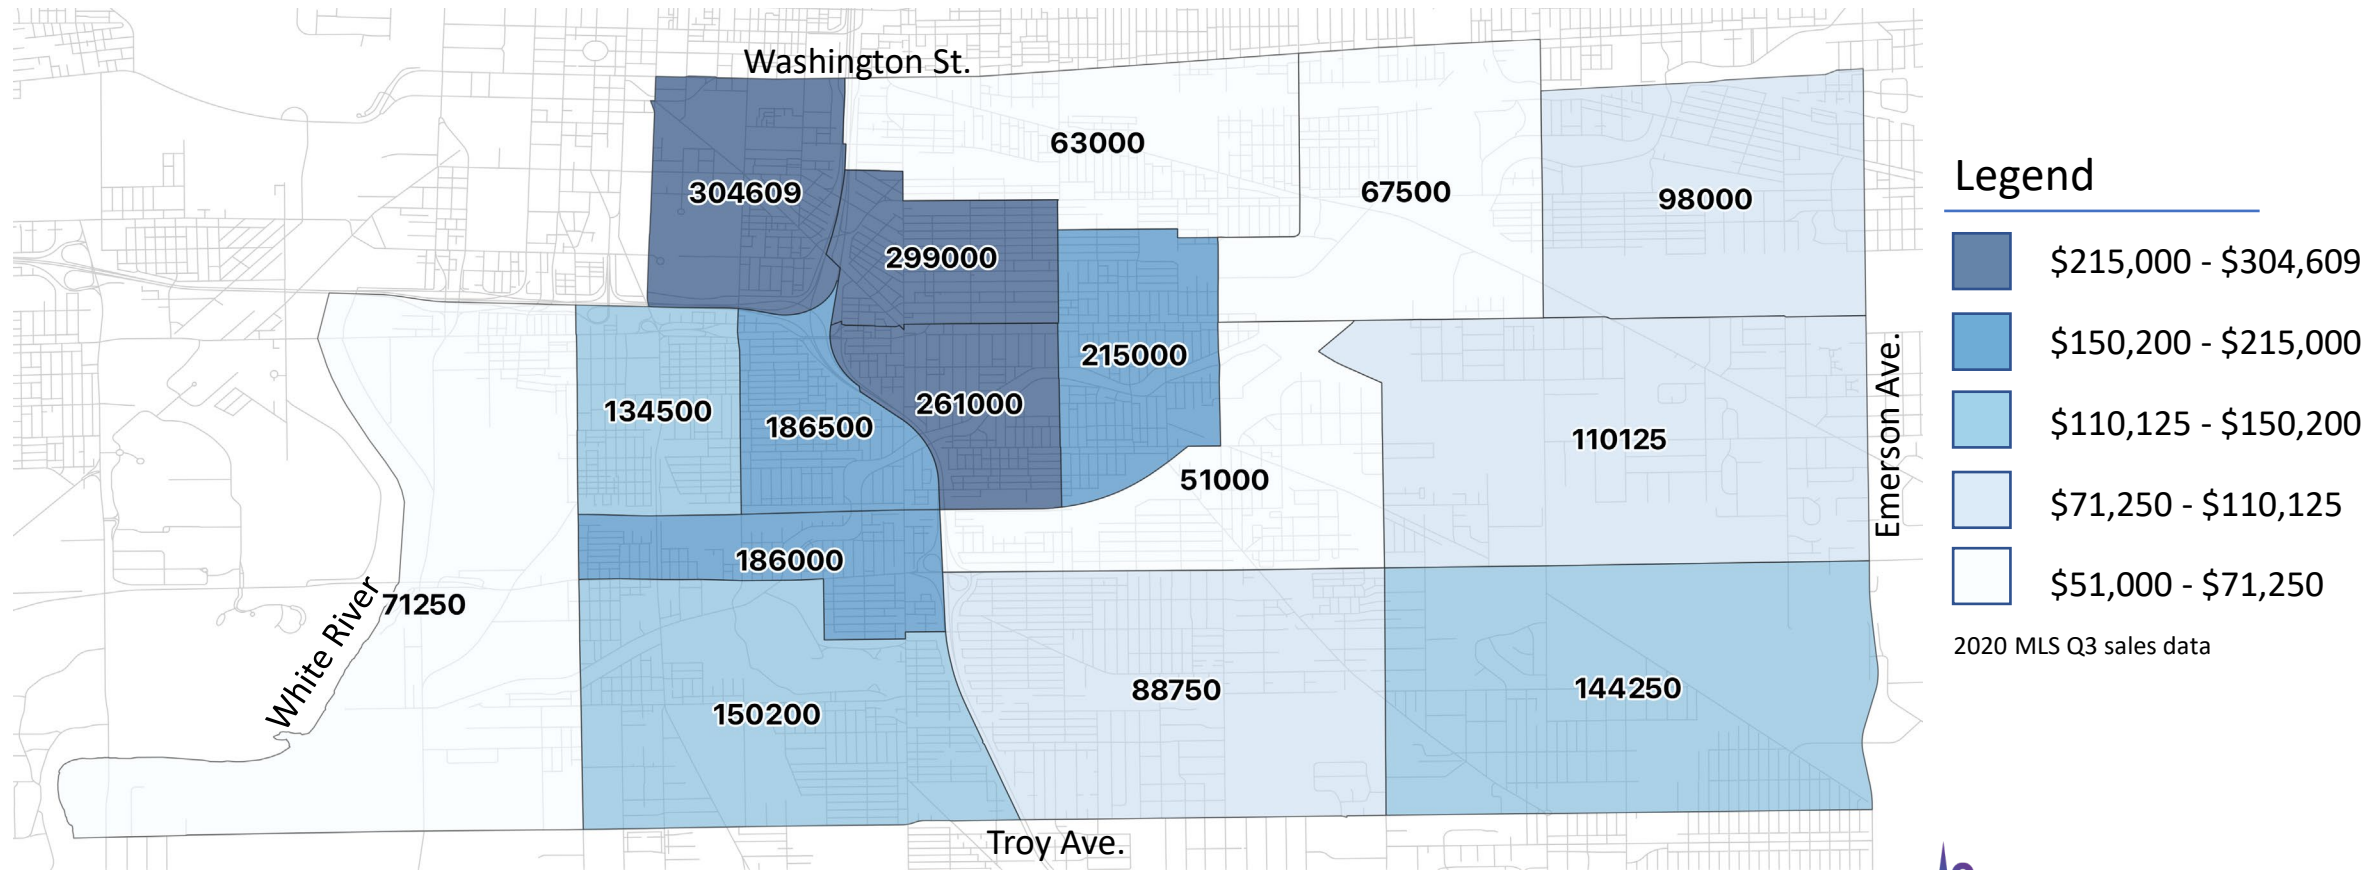 Washington St.
63000
304609
67500
98000
299000
215000
261000
134500
186500
110125
51000
186000
71250
White River
88750
144250
150200
Troy Ave.
Emerson Ave.
Legend
$215,000 - $304,609
$150,200 - $215,000
$110,125 - $150,200
$71,250 - $110,125
$51,000 - $71,250
2020 MLS Q3 sales data